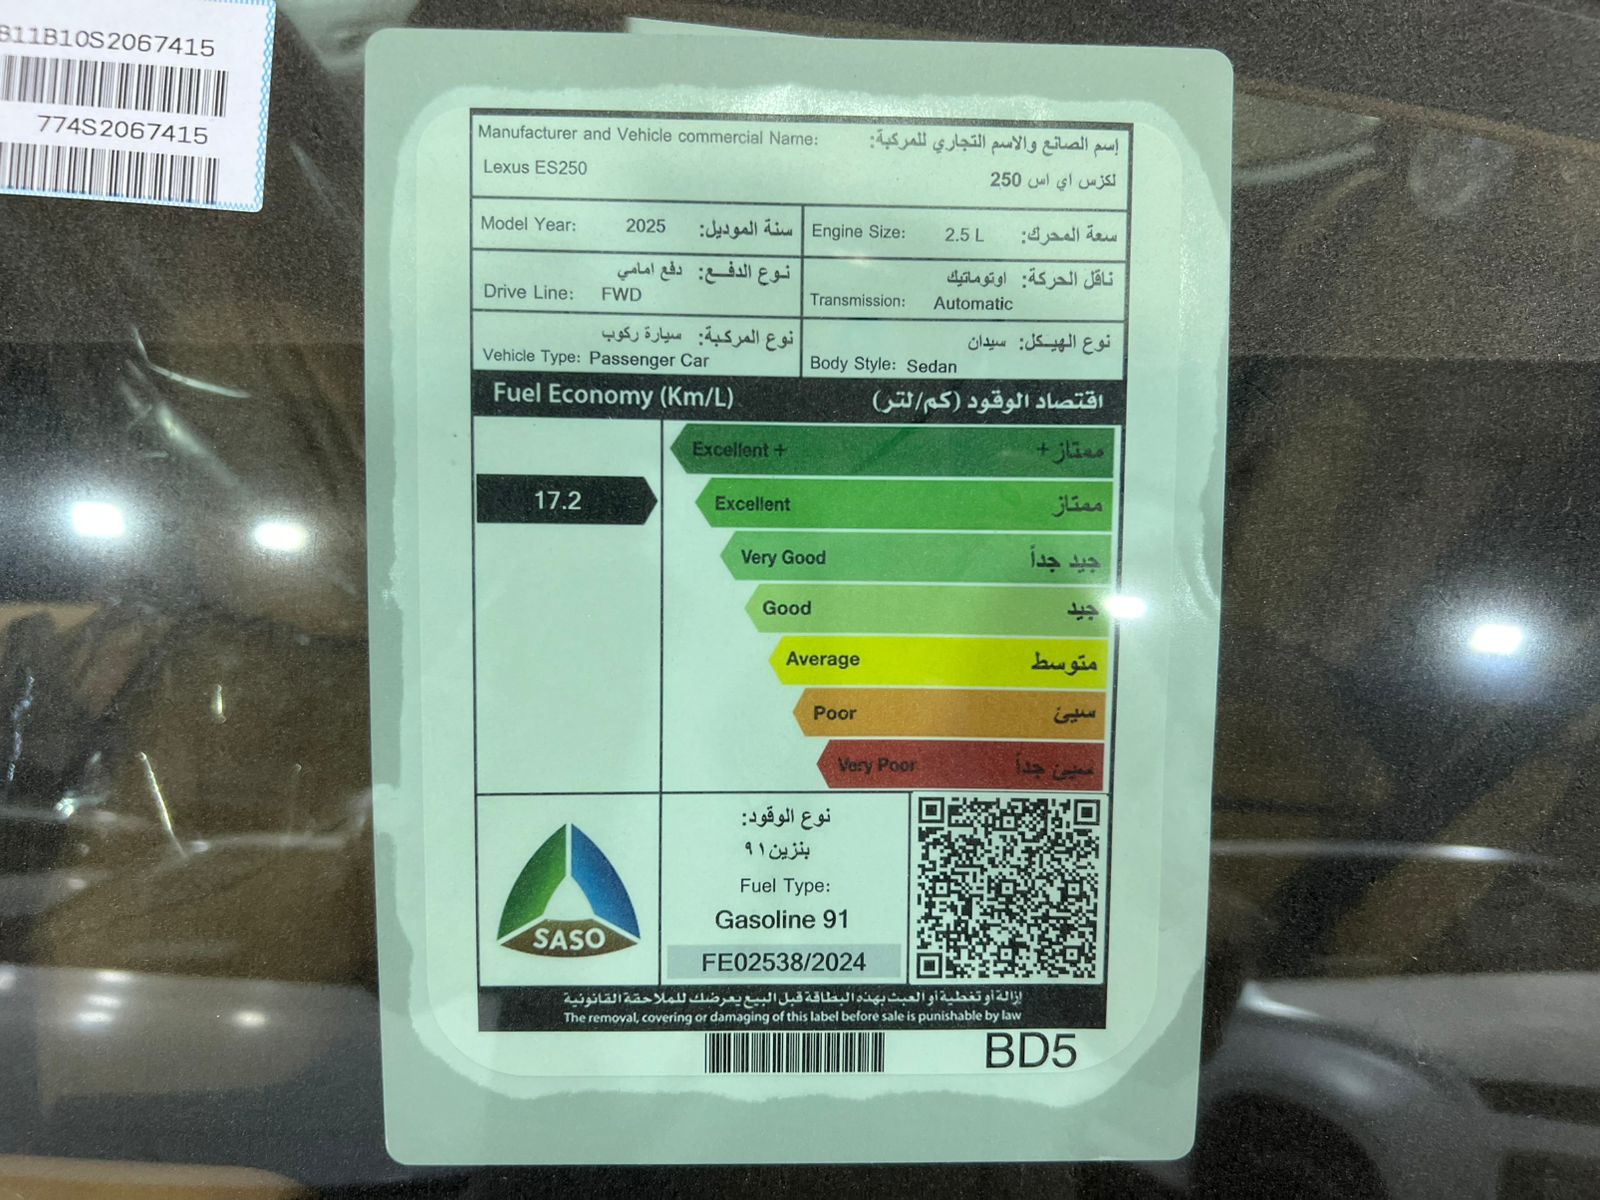 B11B10S2067415
774S2067415
Manufacturer and Vehicle commercial Name: إسم الصانع والاسم التجاري للمركبة:
Lexus ES250 لكزس اي اس 250
Model Year: 2025 سنة الموديل:
Engine Size: 2.5 L سعة المحرك:
نـوع الدفــع: دفع امامي
Drive Line: FWD
ناقل الحركة: اوتوماتيك
Transmission: Automatic
نوع المركـبة: سيارة ركوب
Vehicle Type: Passenger Car
نوع الهيـكل: سيدان
Body Style: Sedan
Fuel Economy (Km/L) اقتصاد الوقود (كم/لتر)
Excellent + ممتاز +
17.2
Excellent ممتاز
Very Good جيد جداً
Good جيد
Average متوسط
Poor سيئ
Very Poor سيئ جداً
SASO
نوع الوقود:
بنزين٩١
Fuel Type:
Gasoline 91
FE02538/2024
إزالة أو تغطية أو العبث بهذه البطاقة قبل البيع يعرضك للملاحقة القانونية
The removal, covering or damaging of this label before sale is punishable by law
BD5